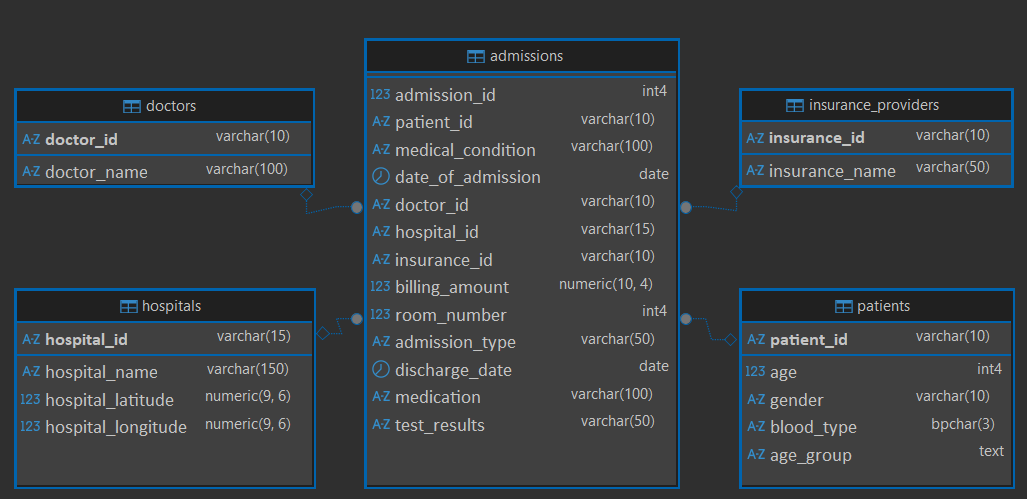 doctors
A-Z doctor_id varchar(10)
A-Z doctor_name varchar(100)
hospitals
A-Z hospital_id varchar(15)
A-Z hospital_name varchar(150)
123 hospital_latitude numeric(9, 6)
123 hospital_longitude numeric(9, 6)
admissions
123 admission_id int4
A-Z patient_id varchar(10)
A-Z medical_condition varchar(100)
date_of_admission date
A-Z doctor_id varchar(10)
A-Z hospital_id varchar(15)
A-Z insurance_id varchar(10)
123 billing_amount numeric(10, 4)
123 room_number int4
A-Z admission_type varchar(50)
discharge_date date
A-Z medication varchar(100)
A-Z test_results varchar(50)
insurance_providers
A-Z insurance_id varchar(10)
A-Z insurance_name varchar(50)
patients
A-Z patient_id varchar(10)
123 age int4
A-Z gender varchar(10)
A-Z blood_type bpchar(3)
A-Z age_group text